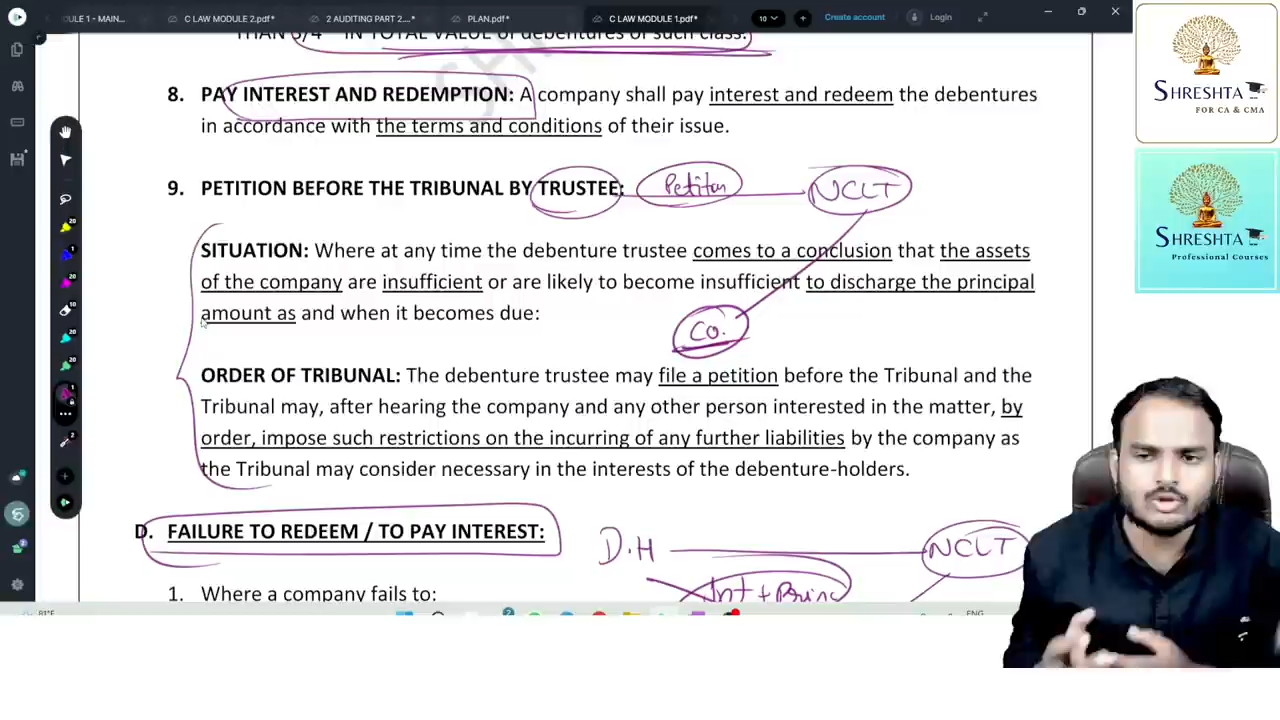 ULE 1 - MAIN...
C LAW MODULE 2.pdf*
2 AUDITING PART 2....*
PLAN.pdf*
C LAW MODULE 1.pdf*
10
Create account
Login
IN TOTAL VALUE of debentures of such class.
8. PAY INTEREST AND REDEMPTION: A company shall pay interest and redeem the debentures
in accordance with the terms and conditions of their issue.
9. PETITION BEFORE THE TRIBUNAL BY TRUSTEE:
Petition
NCLT
SITUATION: Where at any time the debenture trustee comes to a conclusion that the assets
of the company are insufficient or are likely to become insufficient to discharge the principal
amount as and when it becomes due:
CO.
ORDER OF TRIBUNAL: The debenture trustee may file a petition before the Tribunal and the
Tribunal may, after hearing the company and any other person interested in the matter, by
order, impose such restrictions on the incurring of any further liabilities by the company as
the Tribunal may consider necessary in the interests of the debenture-holders.
D. FAILURE TO REDEEM / TO PAY INTEREST:
D.H
NCLT
Int + Princ
1. Where a company fails to:
ENG
SHRESHTA
FOR CA & CMA
SHRESHTA
Professional Courses